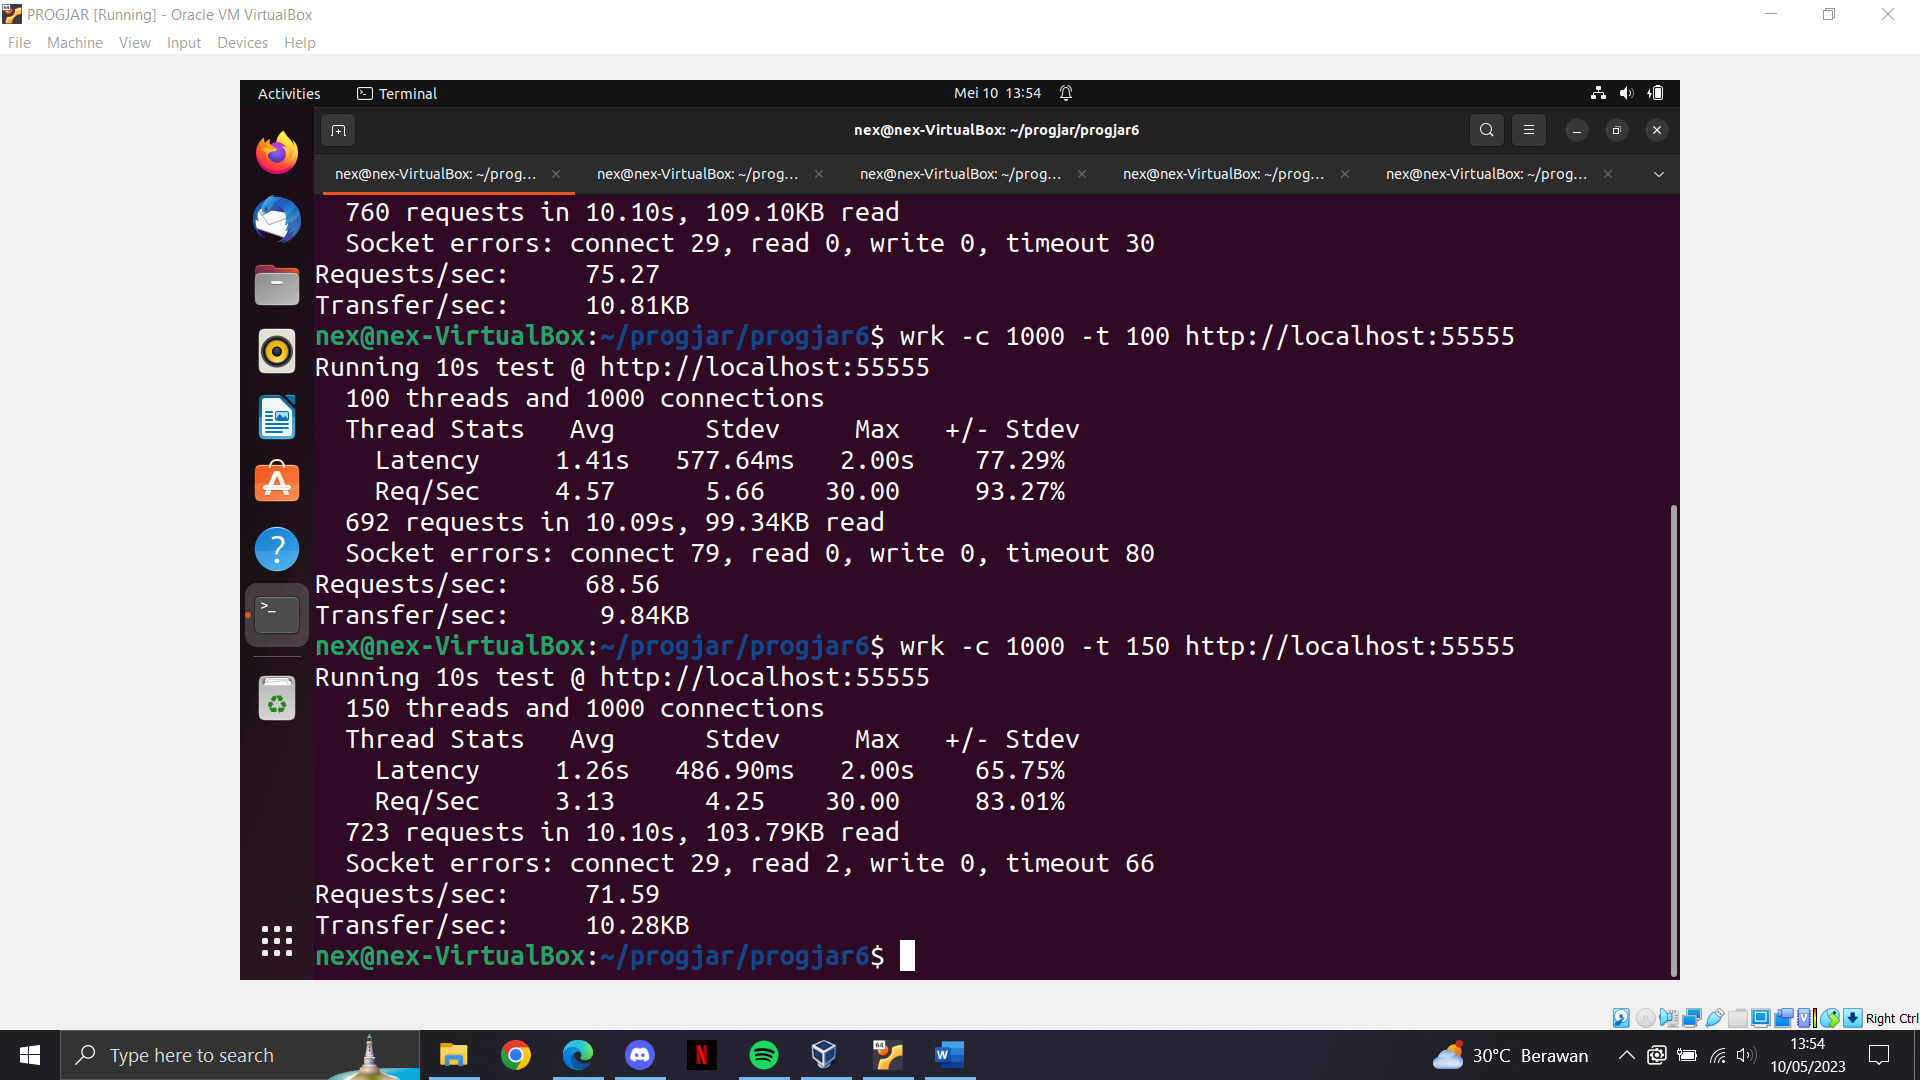 PROGJAR [Running] - Oracle VM VirtualBox
File Machine View Input Devices Help
Activities Terminal Mei 10 13:54
nex@nex-VirtualBox: ~/progjar/progjar6
nex@nex-VirtualBox: ~/prog... nex@nex-VirtualBox: ~/prog... nex@nex-VirtualBox: ~/prog... nex@nex-VirtualBox: ~/prog... nex@nex-VirtualBox: ~/prog...
760 requests in 10.10s, 109.10KB read
Socket errors: connect 29, read 0, write 0, timeout 30
Requests/sec: 75.27
Transfer/sec: 10.81KB
nex@nex-VirtualBox:~/progjar/progjar6$ wrk -c 1000 -t 100 http://localhost:55555
Running 10s test @ http://localhost:55555
100 threads and 1000 connections
Thread Stats Avg Stdev Max +/- Stdev
Latency 1.41s 577.64ms 2.00s 77.29%
Req/Sec 4.57 5.66 30.00 93.27%
692 requests in 10.09s, 99.34KB read
Socket errors: connect 79, read 0, write 0, timeout 80
Requests/sec: 68.56
Transfer/sec: 9.84KB
nex@nex-VirtualBox:~/progjar/progjar6$ wrk -c 1000 -t 150 http://localhost:55555
Running 10s test @ http://localhost:55555
150 threads and 1000 connections
Thread Stats Avg Stdev Max +/- Stdev
Latency 1.26s 486.90ms 2.00s 65.75%
Req/Sec 3.13 4.25 30.00 83.01%
723 requests in 10.10s, 103.79KB read
Socket errors: connect 29, read 2, write 0, timeout 66
Requests/sec: 71.59
Transfer/sec: 10.28KB
nex@nex-VirtualBox:~/progjar/progjar6$
Right Ctrl
Type here to search
30°C Berawan
13:54
10/05/2023